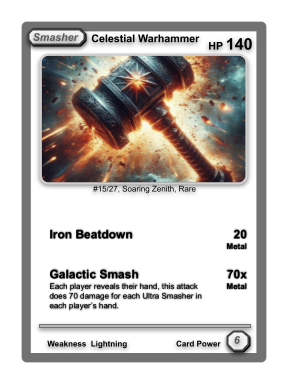 Smasher Celestial Warhammer HP 140
#15/27, Soaring Zenith, Rare
Iron Beatdown 20
Metal
Galactic Smash 70x
Each player reveals their hand, this attack Metal
does 70 damage for each Ultra Smasher in
each player's hand.
Weakness Lightning Card Power 6